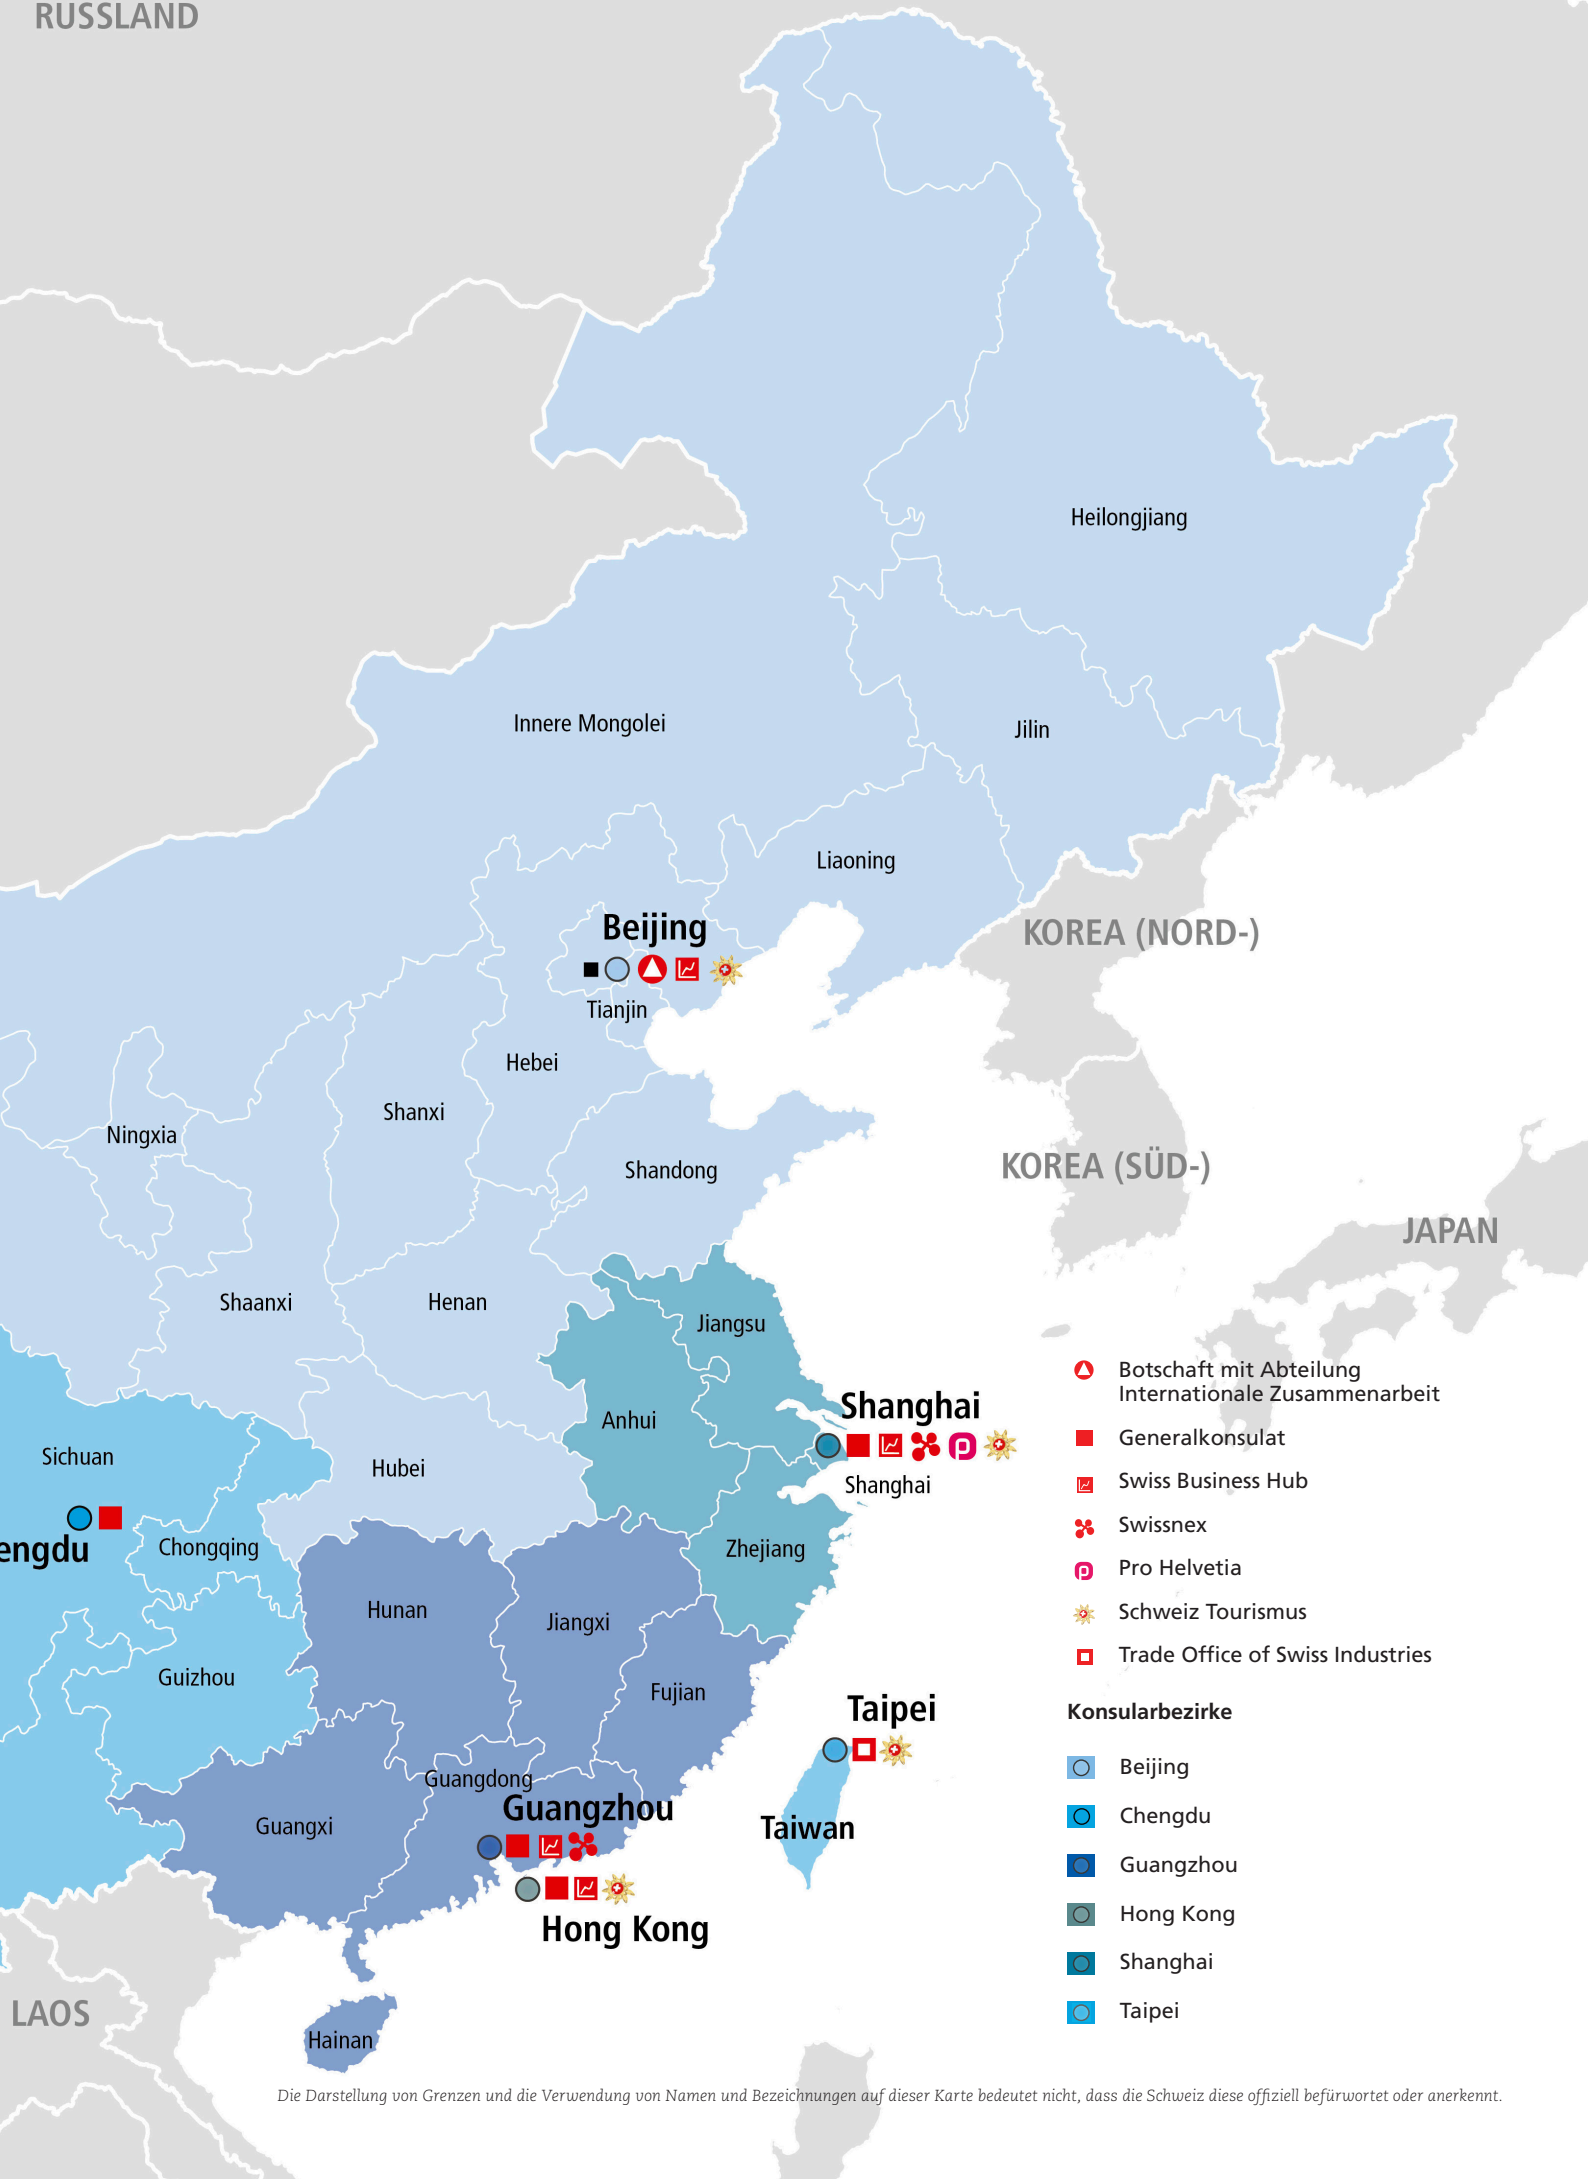 RUSSLAND
Heilongjiang
Innere Mongolei
Jilin
Liaoning
Beijing
KOREA (NORD-)
Tianjin
Hebei
Shanxi
Ningxia
Shandong
KOREA (SÜD-)
JAPAN
Shaanxi
Henan
Jiangsu
Botschaft mit Abteilung
Internationale Zusammenarbeit
Shanghai
Anhui
Generalkonsulat
Sichuan
Hubei
Swiss Business Hub
Shanghai
Swissnex
engdu
Chongqing
Zhejiang
Pro Helvetia
Hunan
Jiangxi
Schweiz Tourismus
Trade Office of Swiss Industries
Guizhou
Fujian
Taipei
Konsularbezirke
Guangdong
Beijing
Guangzhou
Chengdu
Guangxi
Taiwan
Guangzhou
Hong Kong
Hong Kong
Shanghai
LAOS
Taipei
Hainan
Die Darstellung von Grenzen und die Verwendung von Namen und Bezeichnungen auf dieser Karte bedeutet nicht, dass die Schweiz diese offiziell befürwortet oder anerkennt.